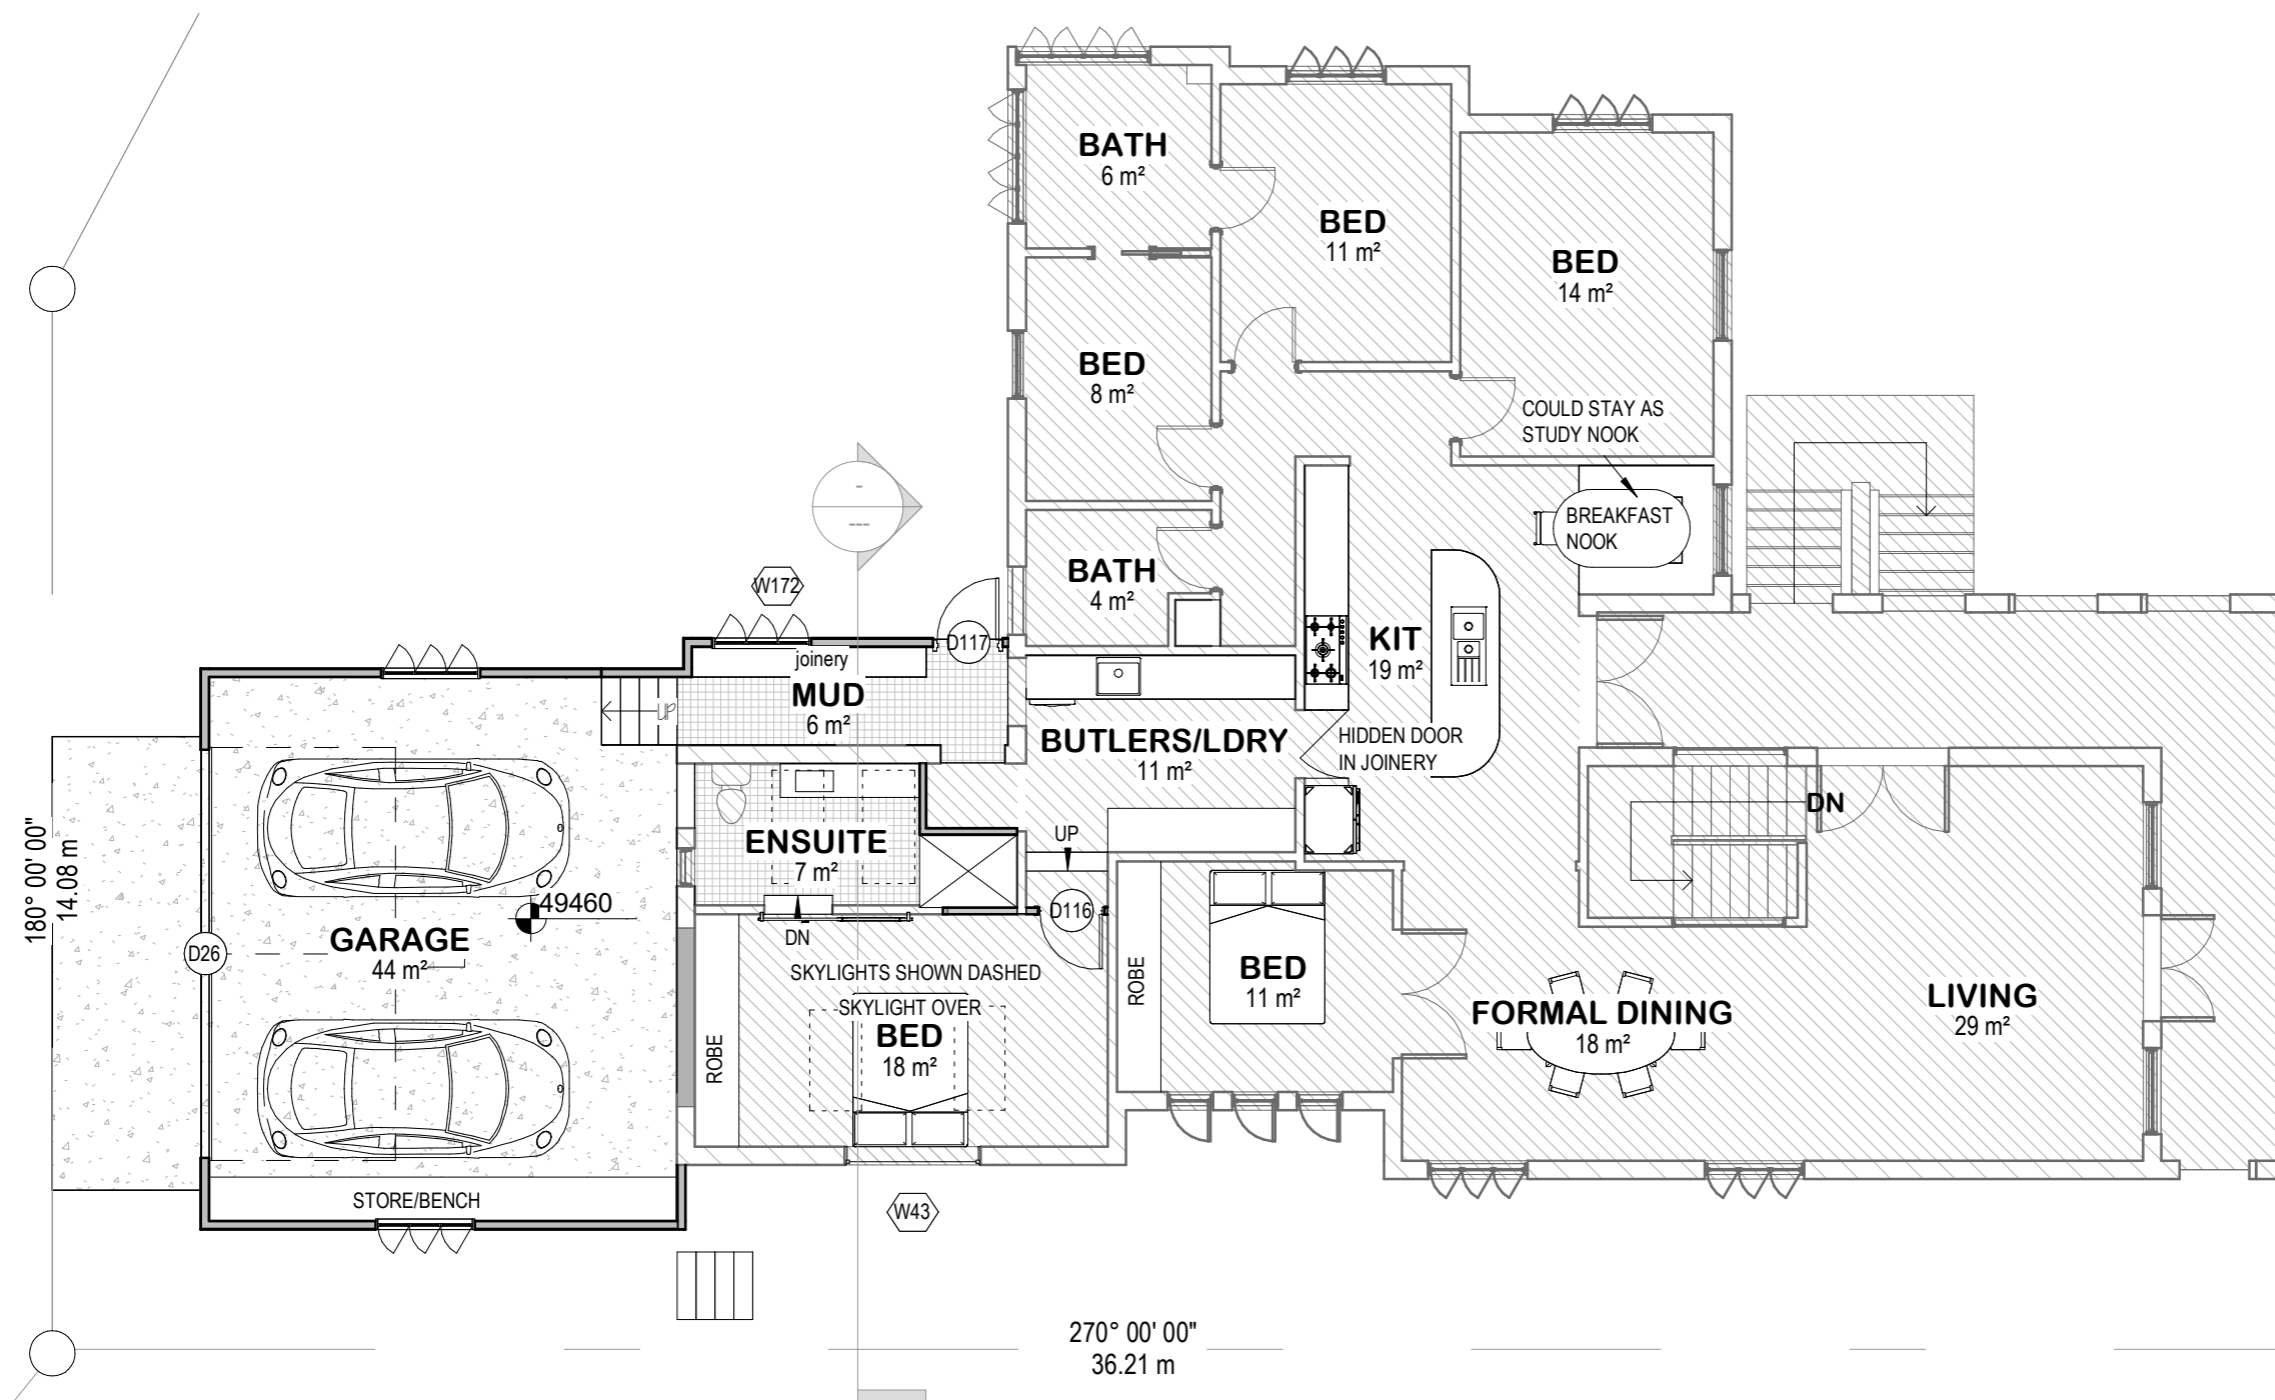 BATH
6 m²
BED
11 m²
BED
14 m²
BED
8 m²
COULD STAY AS
STUDY NOOK
BREAKFAST
NOOK
-
---
BATH
4 m²
W172
D117
joinery
MUD
6 m²
UP
KIT
19 m²
BUTLERS/LDRY
11 m²
HIDDEN DOOR
IN JOINERY
DN
UP
ENSUITE
7 m²
180° 00' 00"
14.08 m
49460
D116
GARAGE
44 m²
D26
DN
SKYLIGHTS SHOWN DASHED
SKYLIGHT OVER
BED
18 m²
ROBE
ROBE
BED
11 m²
FORMAL DINING
18 m²
LIVING
29 m²
STORE/BENCH
W43
270° 00' 00"
36.21 m